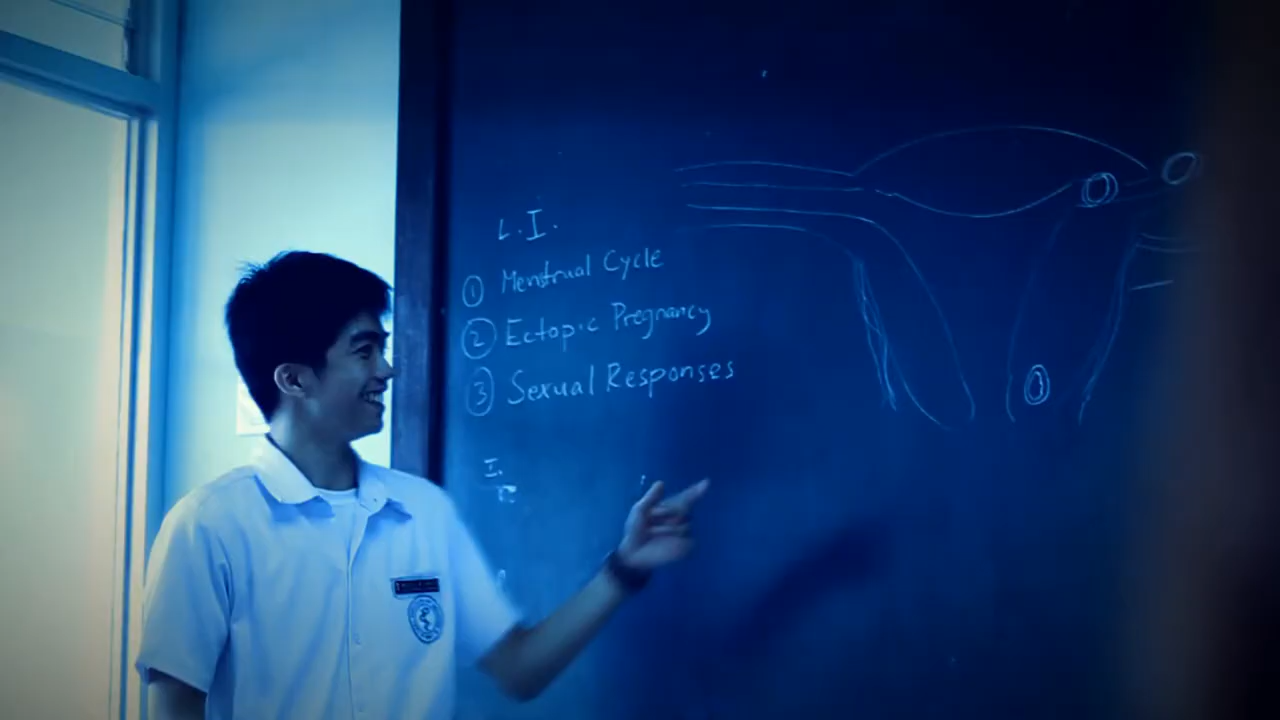 L.I.
① Menstrual Cycle
② Ectopic Pregnancy
③ Sexual Responses
I.